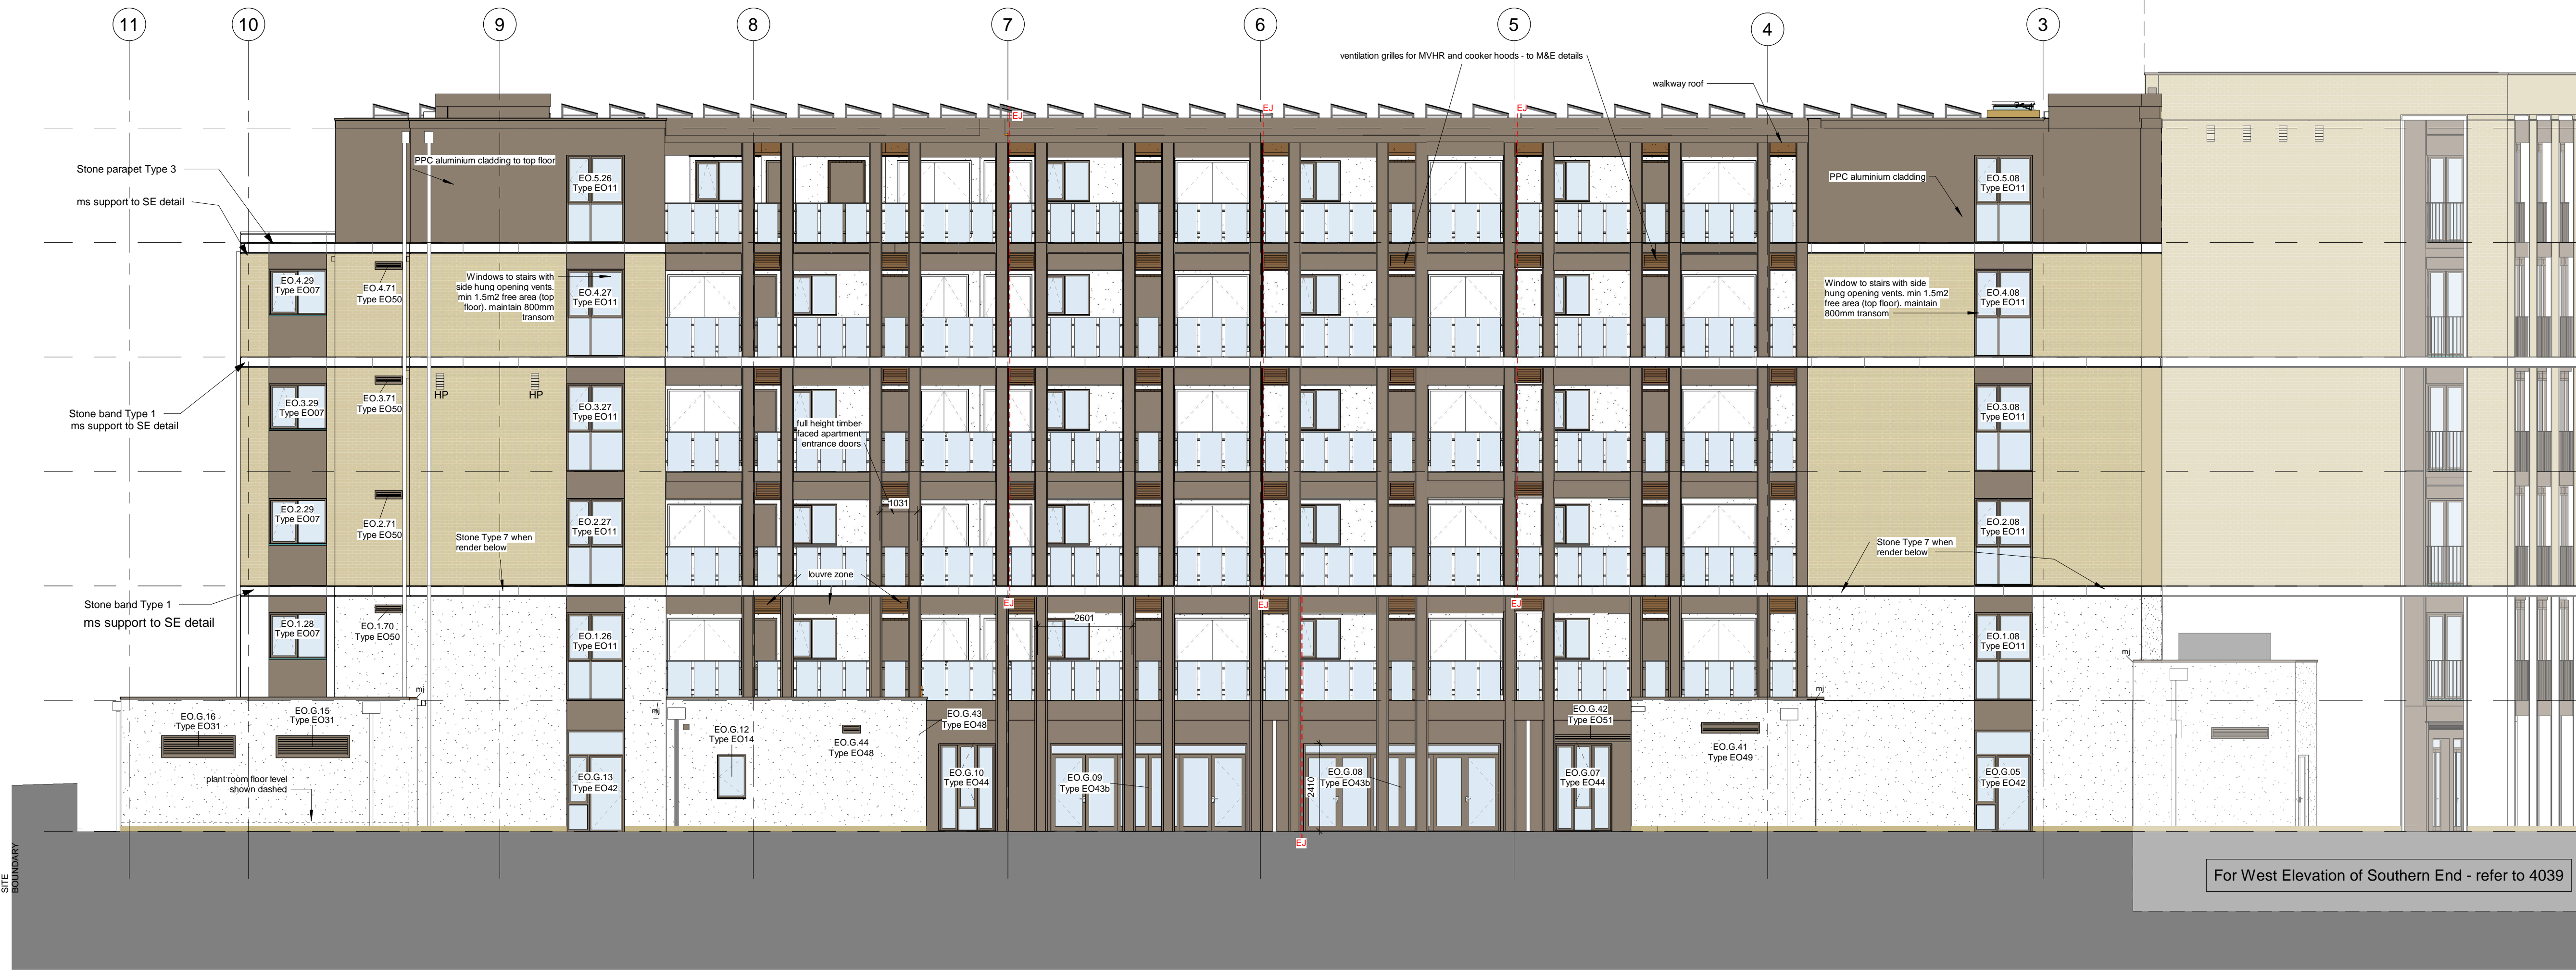 11
10
9
8
7
6
5
4
3
ventilation grilles for MVHR and cooker hoods - to M&E details
walkway roof
EJ
EJ
EJ
Stone parapet Type 3
ms support to SE detail
PPC aluminium cladding to top floor
EO.5.26
Type EO11
PPC aluminium cladding
EO.5.08
Type EO11
EO.4.29
Type EO07
EO.4.71
Type EO50
Windows to stairs with
side hung opening vents.
min 1.5m2 free area (top
floor). maintain 800mm
transom
EO.4.27
Type EO11
Window to stairs with side
hung opening vents. min 1.5m2
free area (top floor). maintain
800mm transom
EO.4.08
Type EO11
Stone band Type 1
ms support to SE detail
EO.3.29
Type EO07
EO.3.71
Type EO50
HP
HP
EO.3.27
Type EO11
full height timber
faced apartment
entrance doors
EO.3.08
Type EO11
1031
EO.2.29
Type EO07
EO.2.71
Type EO50
Stone Type 7 when
render below
EO.2.27
Type EO11
EO.2.08
Type EO11
Stone Type 7 when
render below
louvre zone
Stone band Type 1
ms support to SE detail
EJ
EJ
EJ
EO.1.28
Type EO07
EO.1.70
Type EO50
EO.1.26
Type EO11
2601
EO.1.08
Type EO11
mj
mj
mj
mj
EO.G.16
Type EO31
EO.G.15
Type EO31
EO.G.12
Type EO14
EO.G.44
Type EO48
EO.G.43
Type EO48
EO.G.42
Type EO51
EO.G.41
Type EO49
plant room floor level
shown dashed
EO.G.13
Type EO42
EO.G.10
Type EO44
EO.G.09
Type EO43b
2410
EO.G.08
Type EO43b
EO.G.07
Type EO44
EO.G.05
Type EO42
EJ
SITE
BOUNDARY
For West Elevation of Southern End - refer to 4039